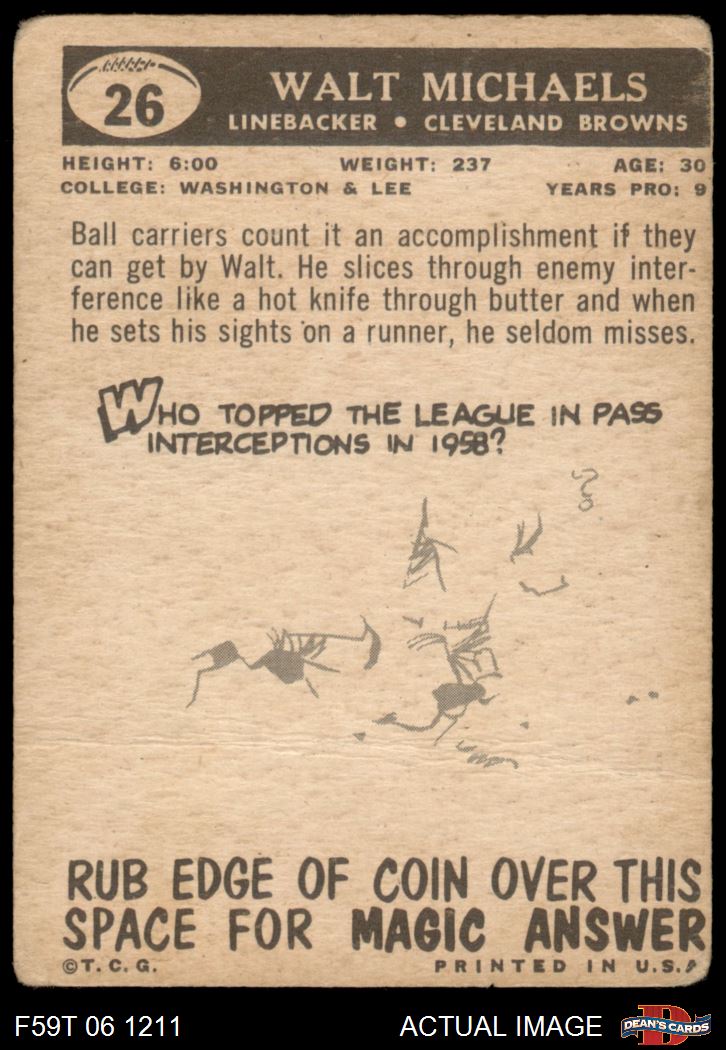 26
WALT MICHAELS
LINEBACKER • CLEVELAND BROWNS
HEIGHT: 6:00 WEIGHT: 237 AGE: 30
COLLEGE: WASHINGTON & LEE YEARS PRO: 9
Ball carriers count it an accomplishment if they
can get by Walt. He slices through enemy inter-
ference like a hot knife through butter and when
he sets his sights on a runner, he seldom misses.
WHO TOPPED THE LEAGUE IN PASS
INTERCEPTIONS IN 1958?
RUB EDGE OF COIN OVER THIS
SPACE FOR MAGIC ANSWER
©T. C. G. PRINTED IN U.S.A
F59T 06 1211 ACTUAL IMAGE D DEAN'S CARDS